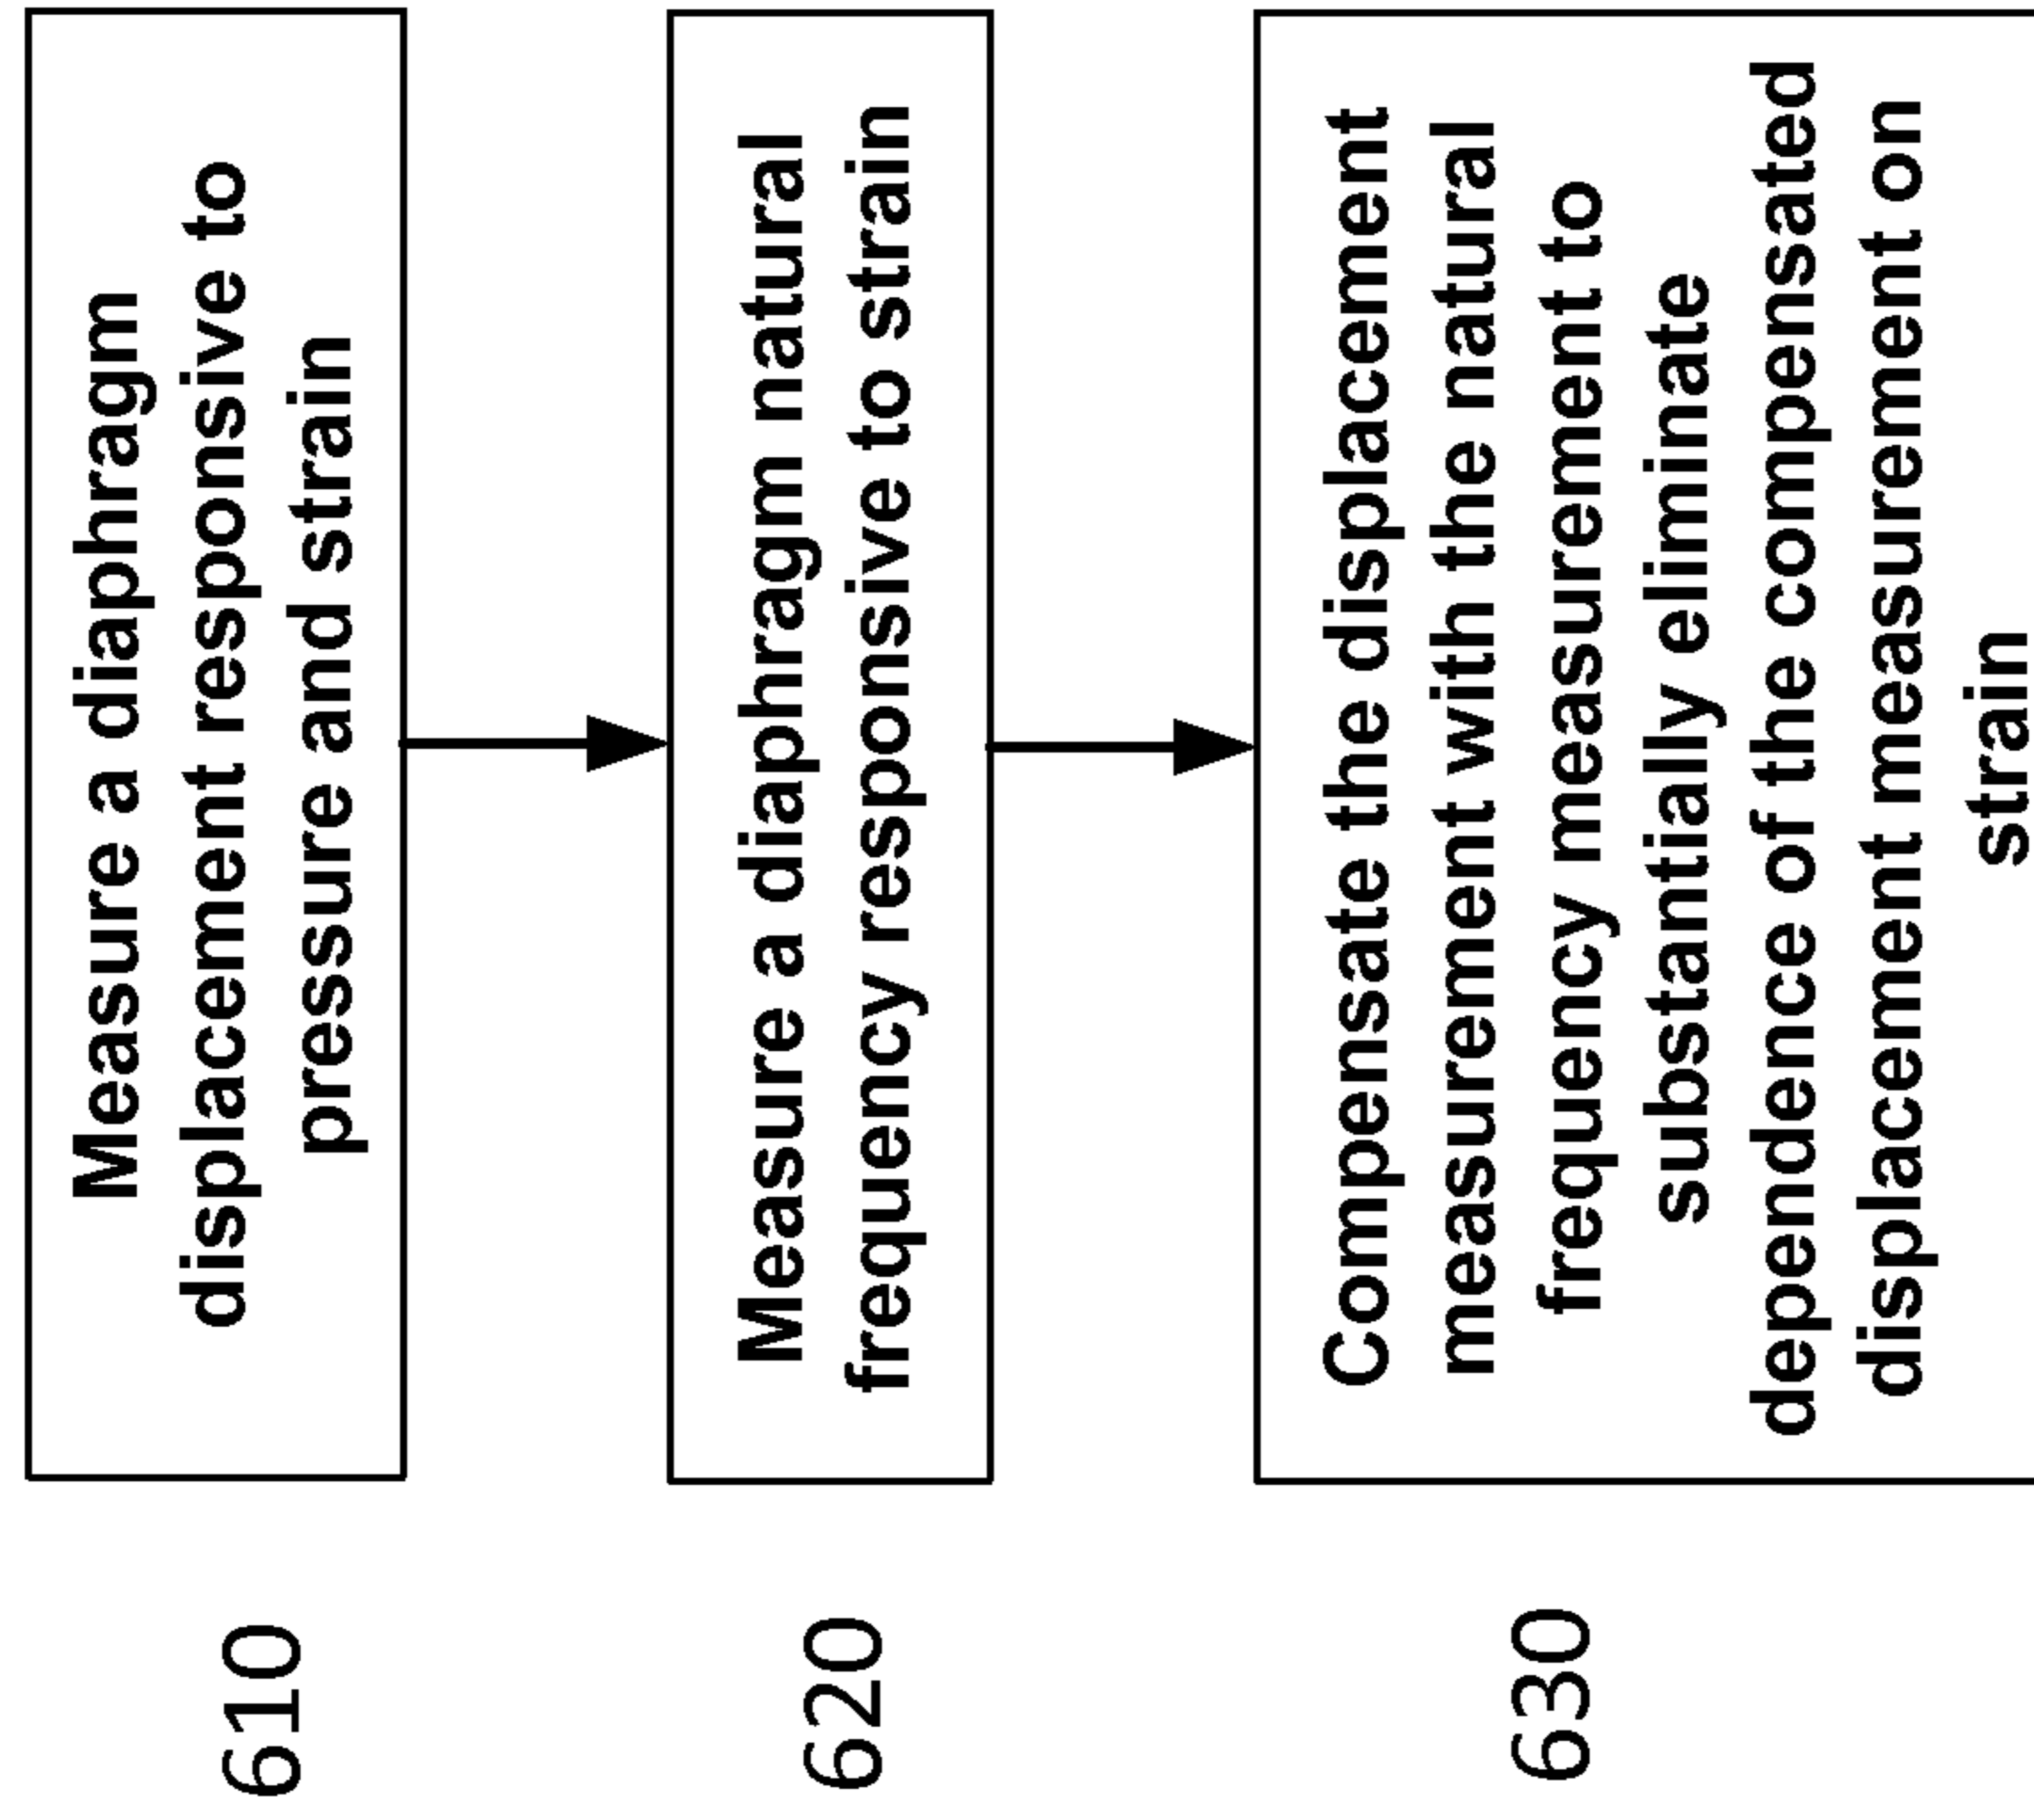 610
Measure a diaphragm
displacement responsive to
pressure and strain
620
Measure a diaphragm natural
frequency responsive to strain
630
Compensate the displacement
measurement with the natural
frequency measurement to
substantially eliminate
dependence of the compensated
displacement measurement on
strain